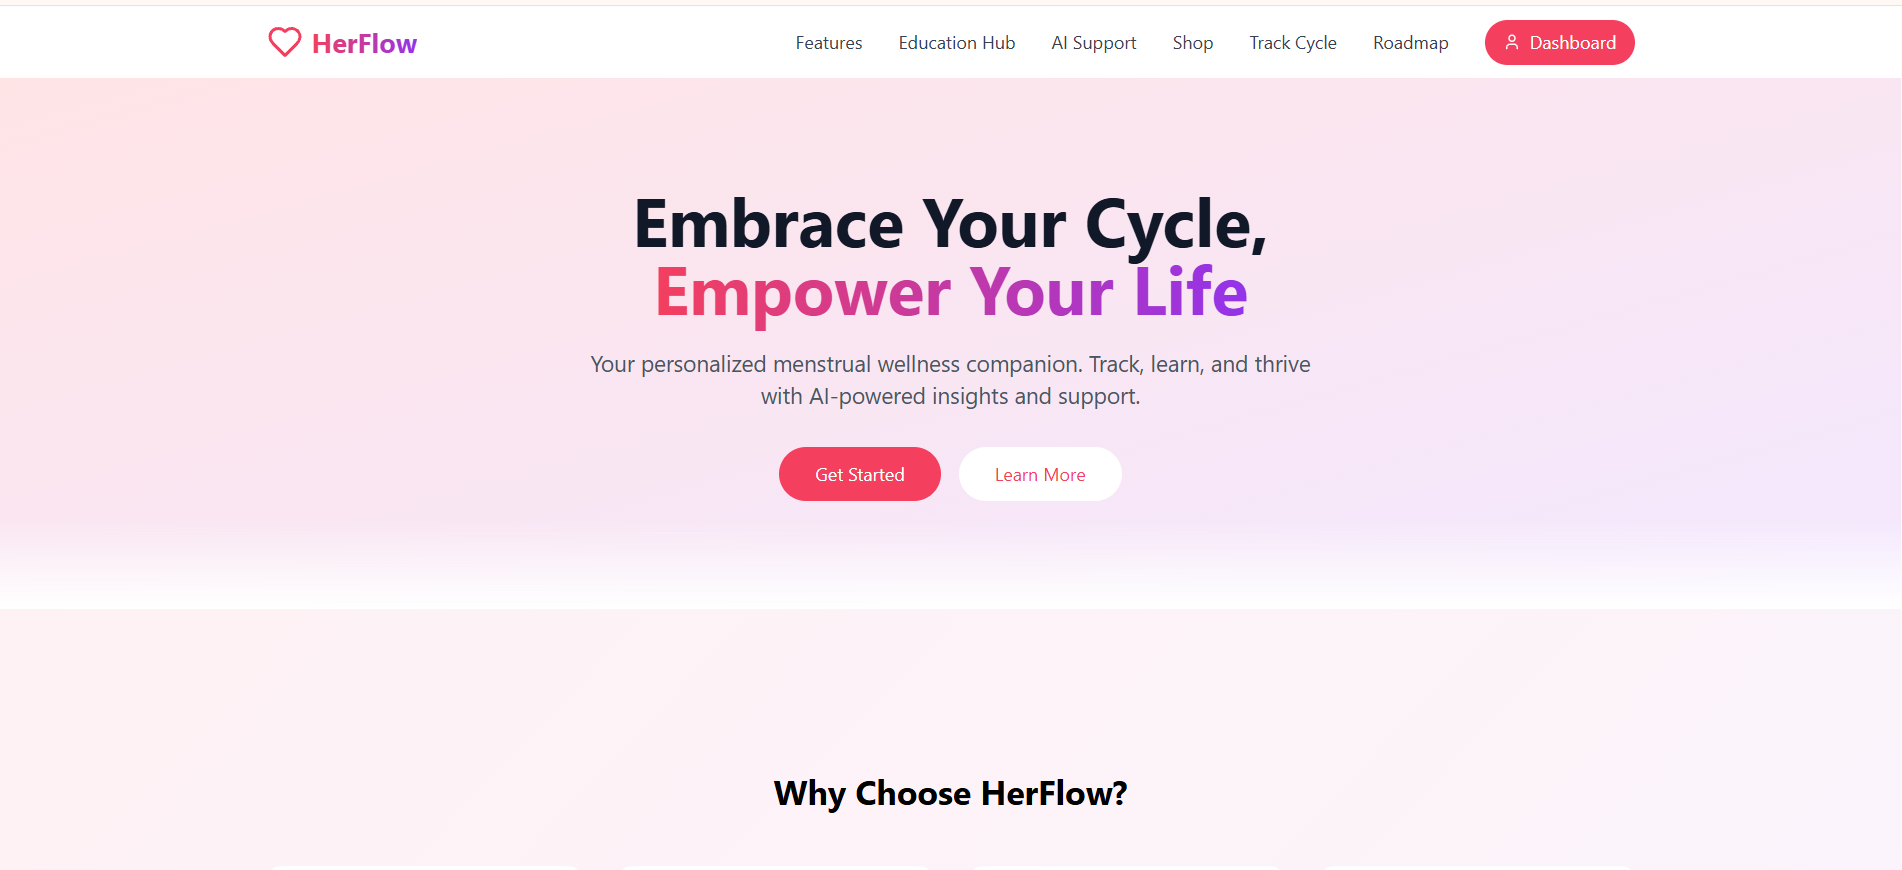 HerFlow
Features
Education Hub
AI Support
Shop
Track Cycle
Roadmap
Dashboard
Embrace Your Cycle,
Empower Your Life
Your personalized menstrual wellness companion. Track, learn, and thrive
with AI-powered insights and support.
Get Started
Learn More
Why Choose HerFlow?